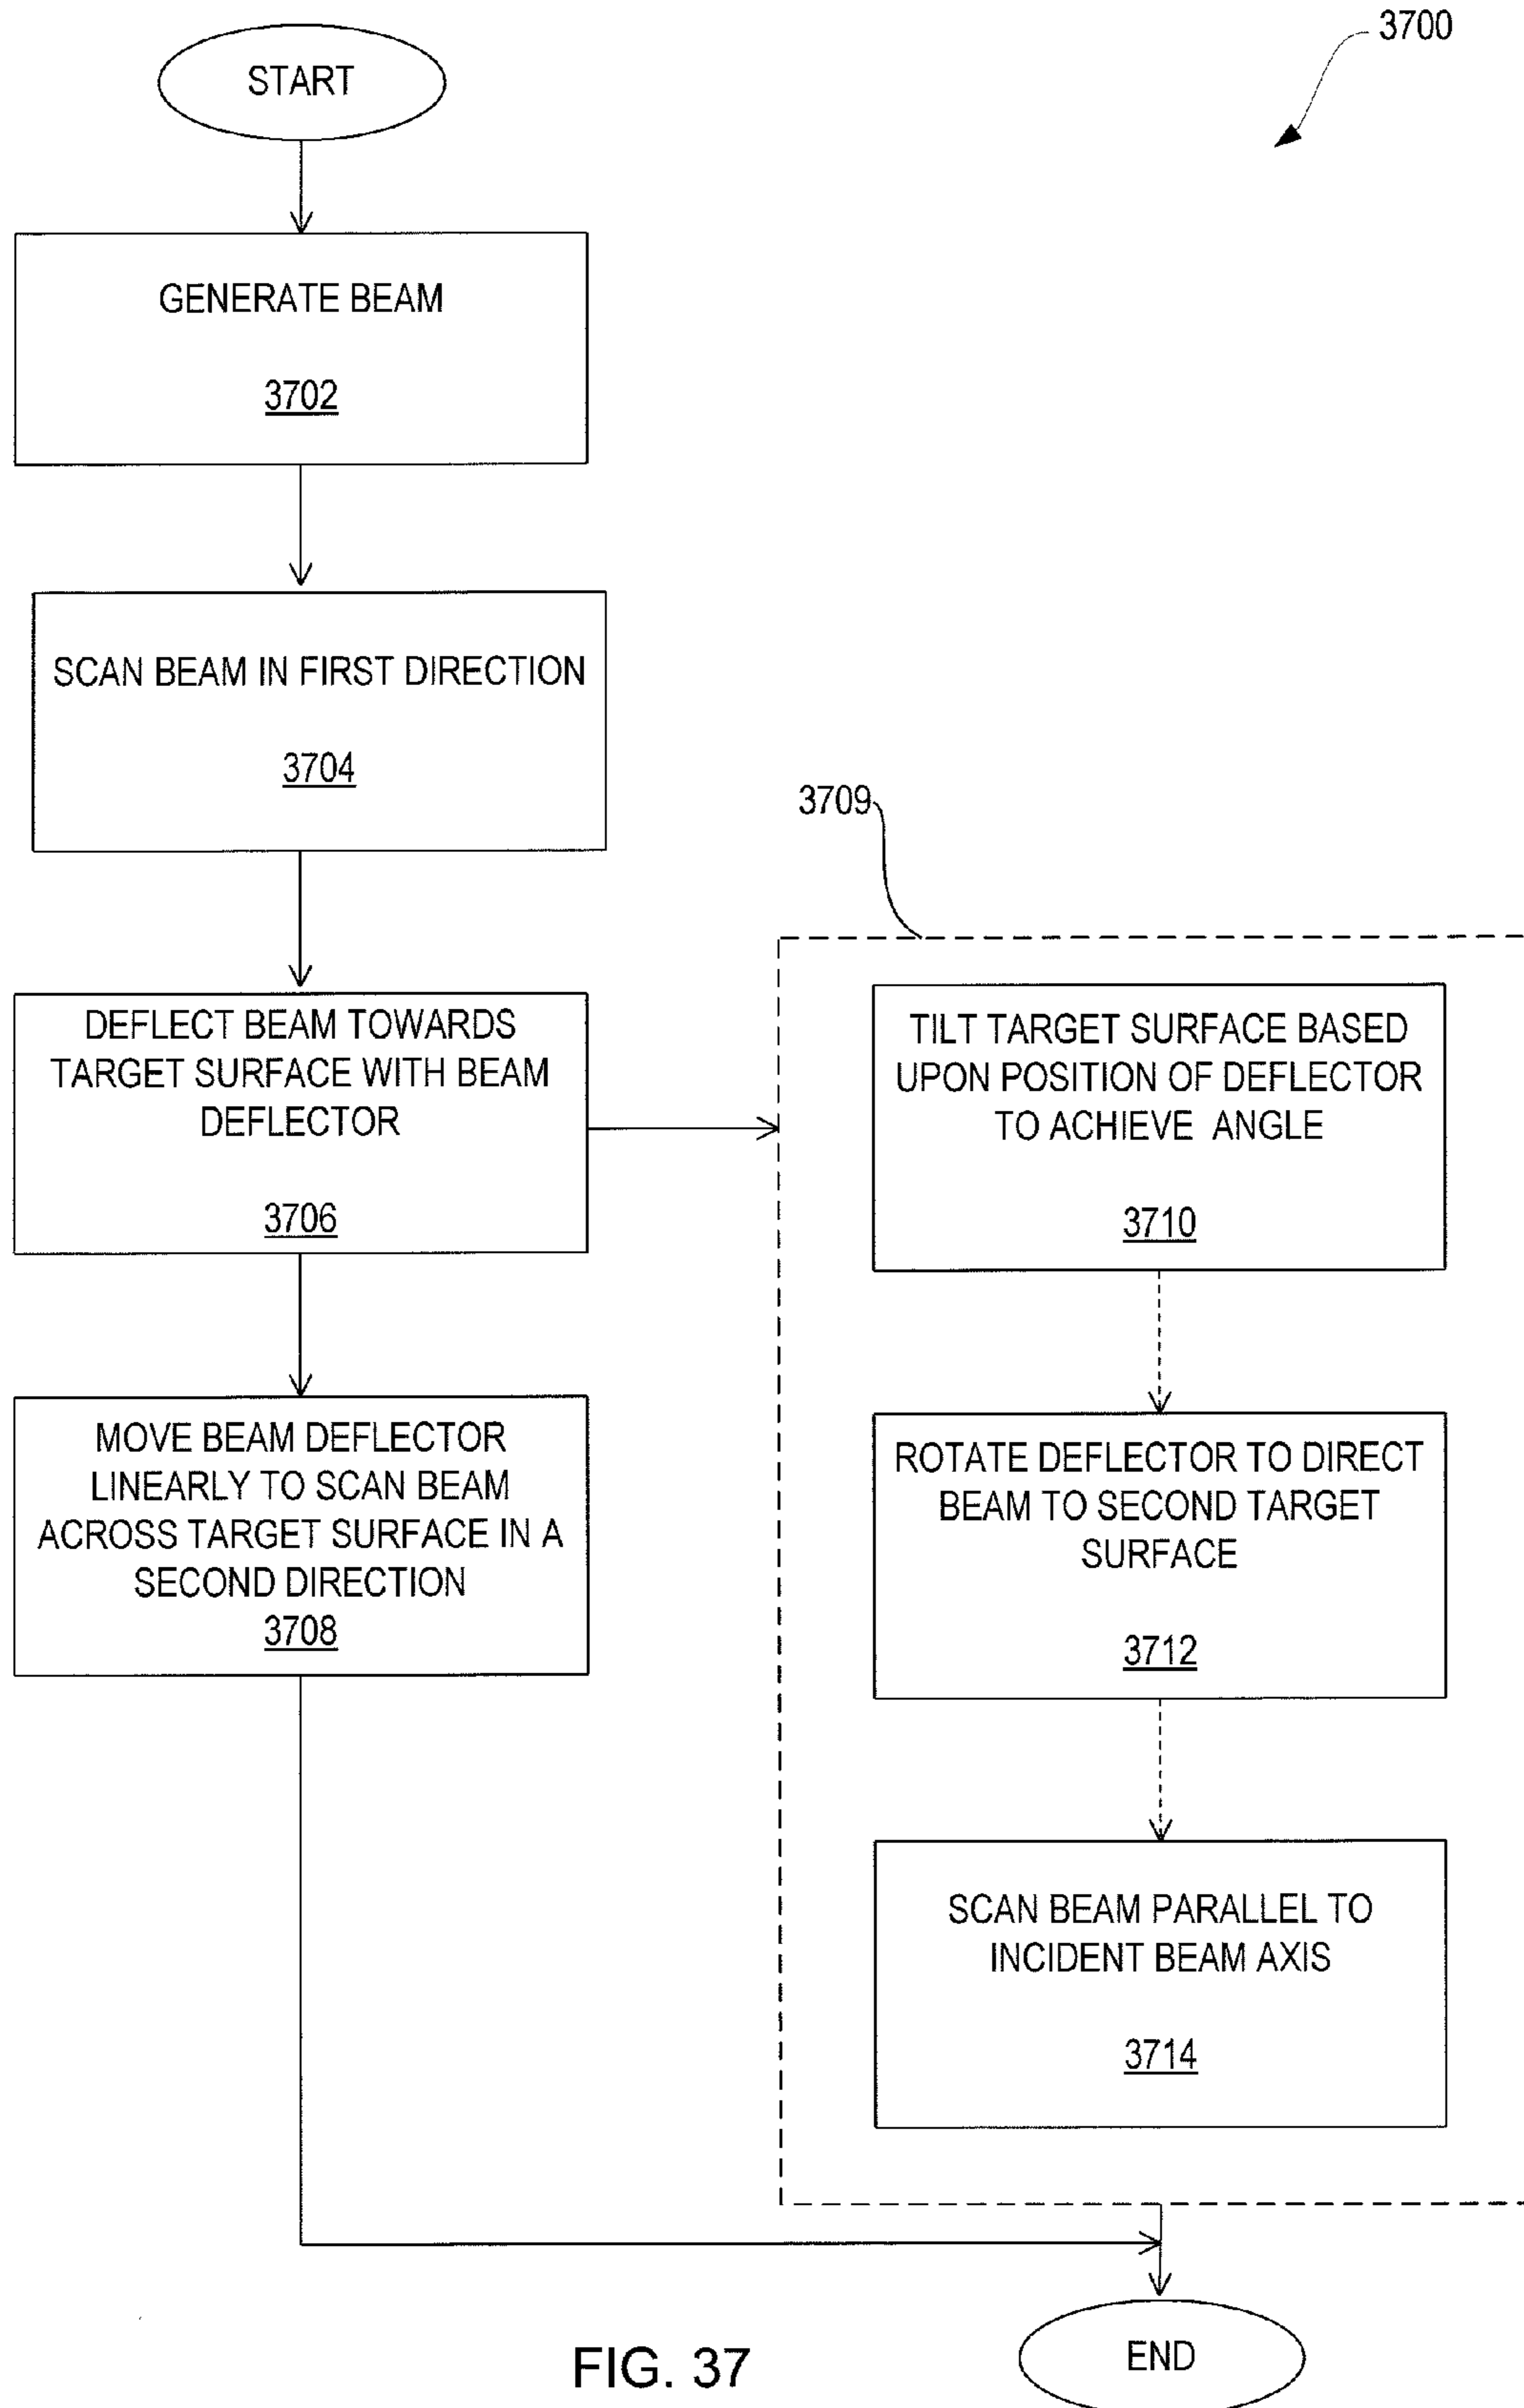 3700
START
GENERATE BEAM
3702
SCAN BEAM IN FIRST DIRECTION
3704
DEFLECT BEAM TOWARDS
TARGET SURFACE WITH BEAM
DEFLECTOR
3706
MOVE BEAM DEFLECTOR
LINEARLY TO SCAN BEAM
ACROSS TARGET SURFACE IN A
SECOND DIRECTION
3708
3709
TILT TARGET SURFACE BASED
UPON POSITION OF DEFLECTOR
TO ACHIEVE ANGLE
3710
ROTATE DEFLECTOR TO DIRECT
BEAM TO SECOND TARGET
SURFACE
3712
SCAN BEAM PARALLEL TO
INCIDENT BEAM AXIS
3714
END
FIG. 37